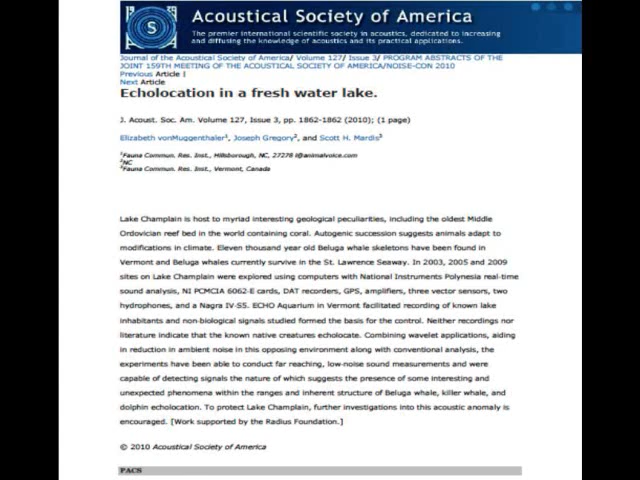 Acoustical Society of America
The premier international scientific society in acoustics, dedicated to increasing
and diffusing the knowledge of acoustics and its practical applications.
Journal of the Acoustical Society of America/ Volume 127/ Issue 3/ PROGRAM ABSTRACTS OF THE
JOINT 159TH MEETING OF THE ACOUSTICAL SOCIETY OF AMERICA/NOISE-CON 2010
Previous Article |
Next Article
Echolocation in a fresh water lake.
J. Acoust. Soc. Am. Volume 127, Issue 3, pp. 1862-1862 (2010); (1 page)
Elizabeth vonMuggenthaler1, Joseph Gregory2, and Scott H. Mardis3
1Fauna Commun. Res. Inst., Hillsborough, NC, 27278 l@animalvoice.com
2NC
3Fauna Commun. Res. Inst., Vermont, Canada
Lake Champlain is host to myriad interesting geological peculiarities, including the oldest Middle
Ordovician reef bed in the world containing coral. Autogenic succession suggests animals adapt to
modifications in climate. Eleven thousand year old Beluga whale skeletons have been found in
Vermont and Beluga whales currently survive in the St. Lawrence Seaway. In 2003, 2005 and 2009
sites on Lake Champlain were explored using computers with National Instruments Polynesia real-time
sound analysis, NI PCMCIA 6062-E cards, DAT recorders, GPS, amplifiers, three vector sensors, two
hydrophones, and a Nagra IV-S5. ECHO Aquarium in Vermont facilitated recording of known lake
inhabitants and non-biological signals studied formed the basis for the control. Neither recordings nor
literature indicate that the known native creatures echolocate. Combining wavelet applications, aiding
in reduction in ambient noise in this opposing environment along with conventional analysis, the
experiments have been able to conduct far reaching, low-noise sound measurements and were
capable of detecting signals the nature of which suggests the presence of some interesting and
unexpected phenomena within the ranges and inherent structure of Beluga whale, killer whale, and
dolphin echolocation. To protect Lake Champlain, further investigations into this acoustic anomaly is
encouraged. [Work supported by the Radius Foundation.]
© 2010 Acoustical Society of America
PACS